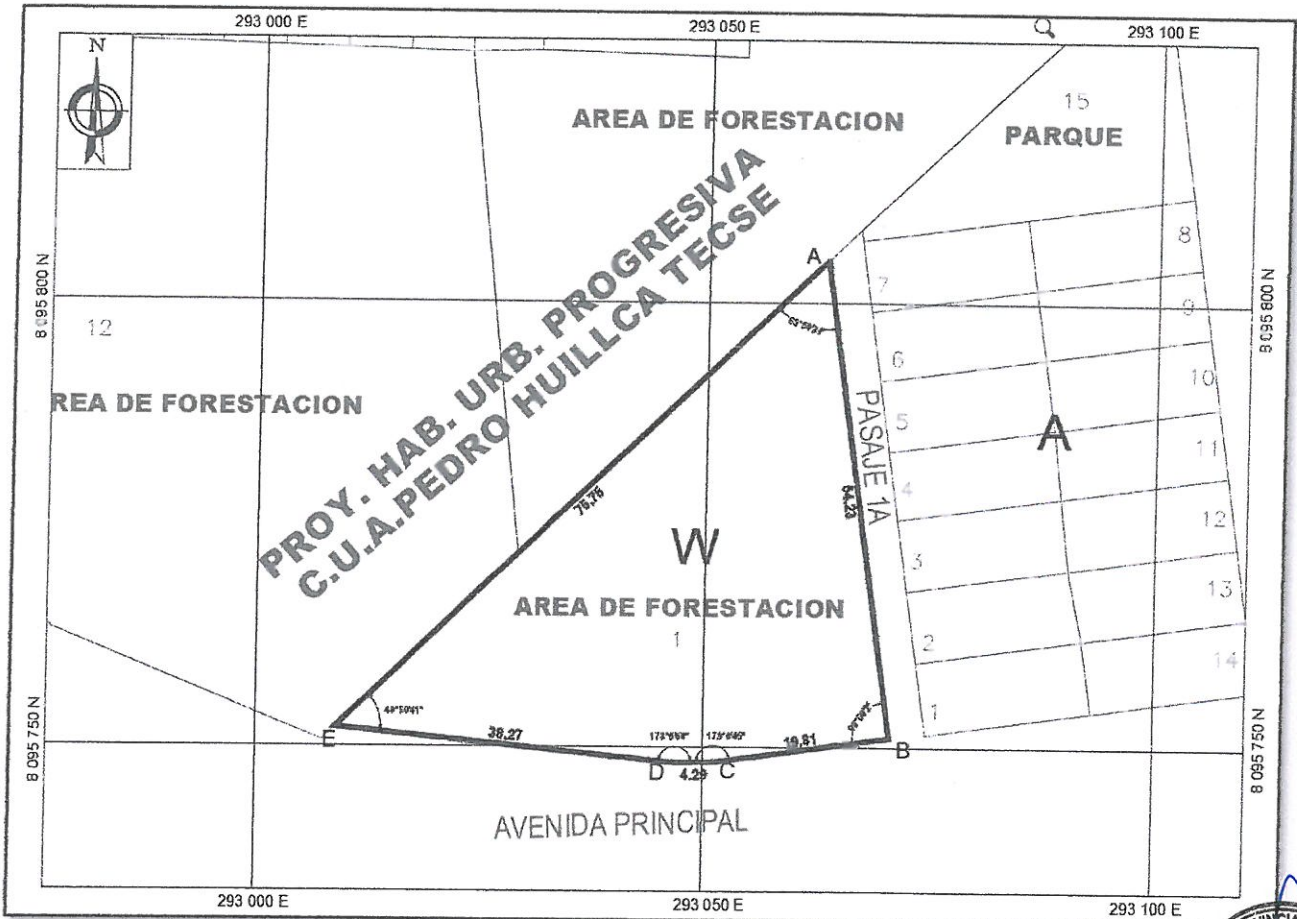 293 000 E
293 050 E
293 100 E
N
AREA DE FORESTACION
15
PARQUE
PROY. HAB. URB. PROGRESIVA
C.U.A.PEDRO HUILLCA TECSE
A
8
7
8 095 800 N
8 095 800 N
12
9
6
10
REA DE FORESTACION
PASAJE 1A
5
A
11
4
54.23
75,75
12
W
3
13
AREA DE FORESTACION
1
2
14
1
8 095 750 N
8 095 750 N
E
38,27
D
4.29
C
19,81
B
AVENIDA PRINCIPAL
293 000 E
293 050 E
293 100 E